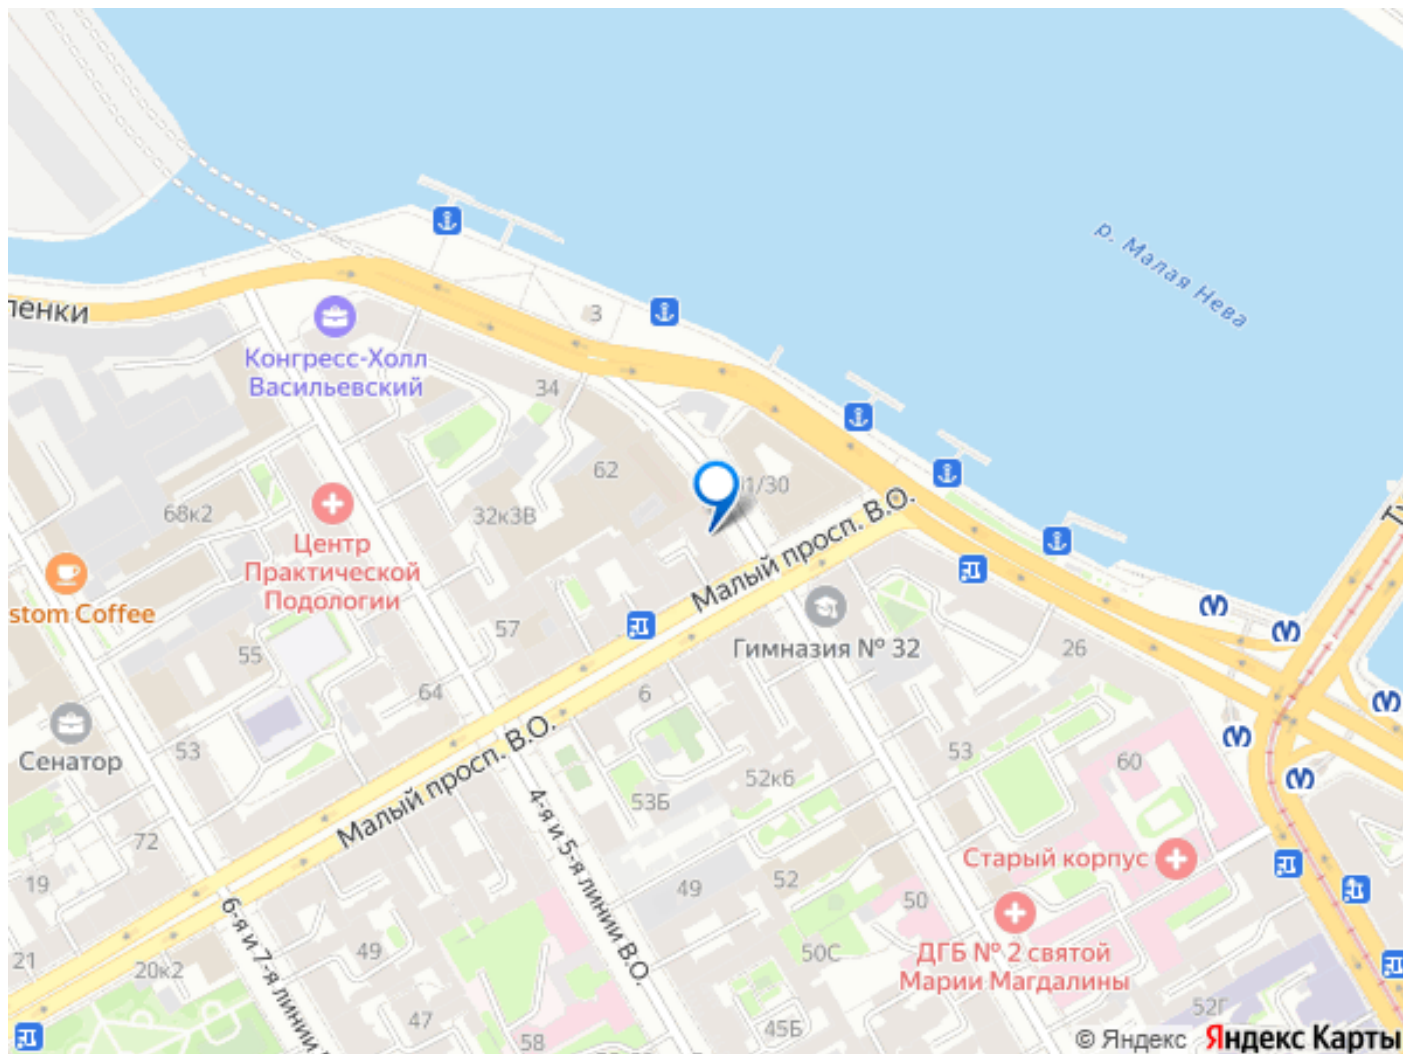 р. Малая Нева
ленки
3
Конгресс-Холл
Васильевский
34
62
1/30
68к2
32к3В
Центр
Практической
Подологии
stom Coffee
Малый просп. В.О.
Гимназия № 32
57
55
64
6
26
Сенатор
53
Малый просп. В.О.
53
60
52к6
53Б
4-я и 5-я линии В.О.
72
19
Старый корпус
49
52
50
6-я и 7-я линии
49
50С
ДГБ № 2 святой
Марии Магдалины
21
20к2
47
58
45Б
52Г
© Яндекс Яндекс Карты